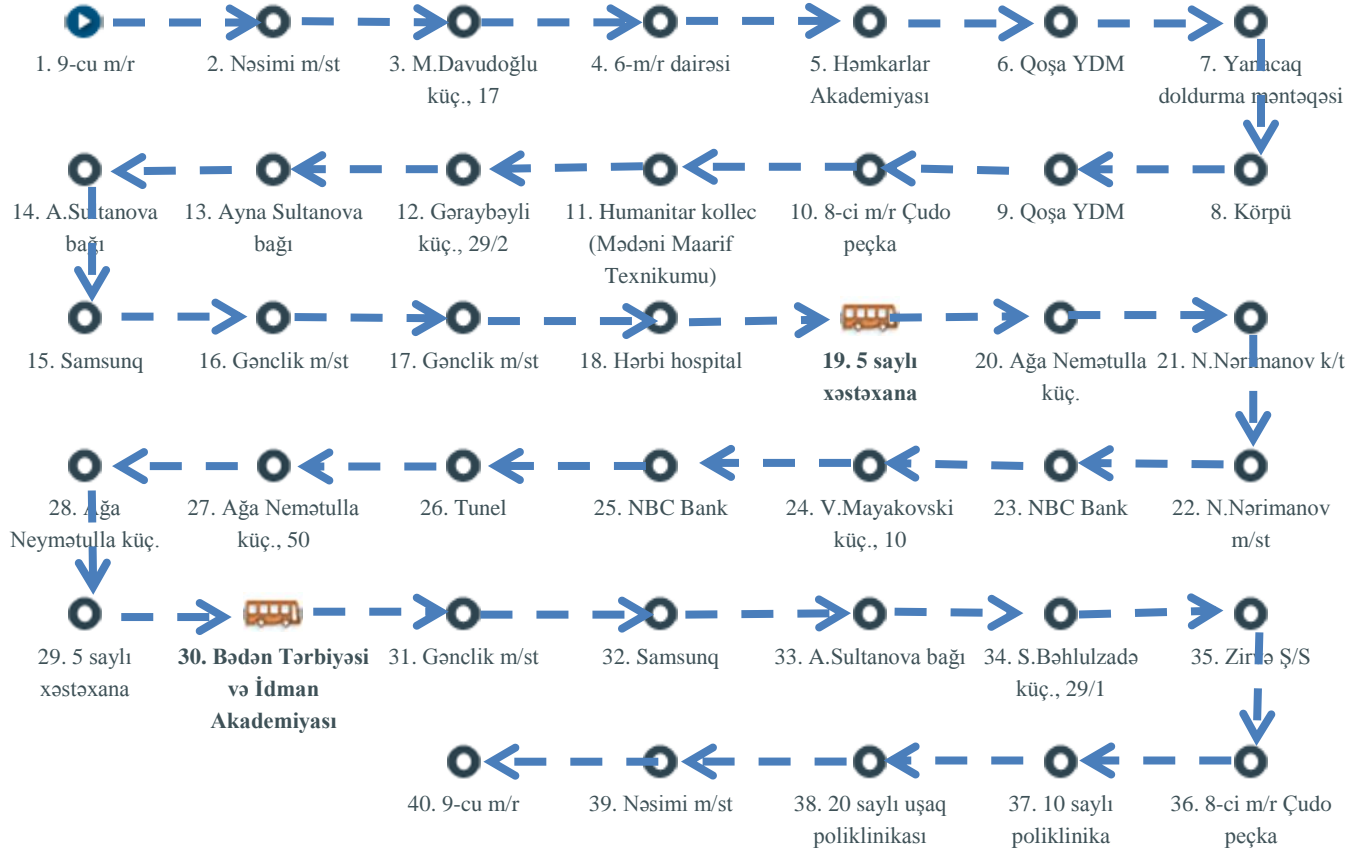 1. 9-cu m/r
2. Nəsimi m/st
3. M.Davudoğlu
küç., 17
4. 6-m/r dairəsi
5. Həmkarlar
Akademiyası
6. Qoşa YDM
7. Yanacaq
doldurma məntəqəsi
14. A.Sultanova
bağı
13. Ayna Sultanova
bağı
12. Gəraybəyli
küç., 29/2
11. Humanitar kollec
(Mədəni Maarif
Texnikumu)
10. 8-ci m/r Çudo
peçka
9. Qoşa YDM
8. Körpü
15. Samsunq
16. Gənclik m/st
17. Gənclik m/st
18. Hərbi hospital
19. 5 saylı
xəstəxana
20. Ağa Nemətulla
küç.
21. N.Nərimanov k/t
28. Ağa
Neymətulla küç.
27. Ağa Nemətulla
küç., 50
26. Tunel
25. NBC Bank
24. V.Mayakovski
küç., 10
23. NBC Bank
22. N.Nərimanov
m/st
29. 5 saylı
xəstəxana
30. Bədən Tərbiyəsi
və İdman
Akademiyası
31. Gənclik m/st
32. Samsunq
33. A.Sultanova bağı
34. S.Bəhlulzadə
küç., 29/1
35. Zirvə Ş/S
40. 9-cu m/r
39. Nəsimi m/st
38. 20 saylı uşaq
poliklinikası
37. 10 saylı
poliklinika
36. 8-ci m/r Çudo
peçka